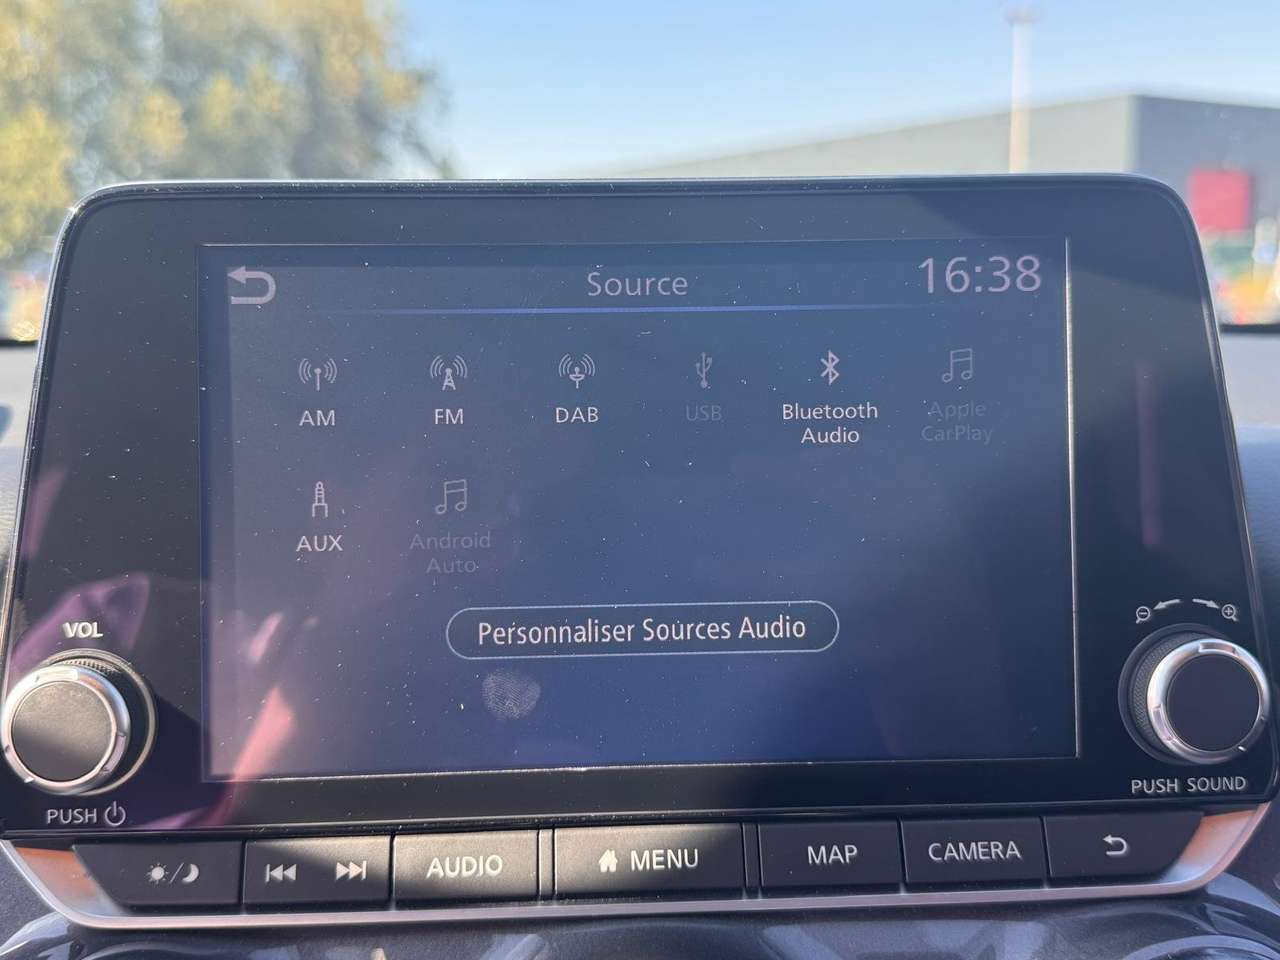 Source
16:38
AM
FM
DAB
USB
Bluetooth
Audio
Apple
CarPlay
AUX
Android
Auto
Personnaliser Sources Audio
VOL
PUSH
PUSH SOUND
AUDIO
MENU
MAP
CAMERA